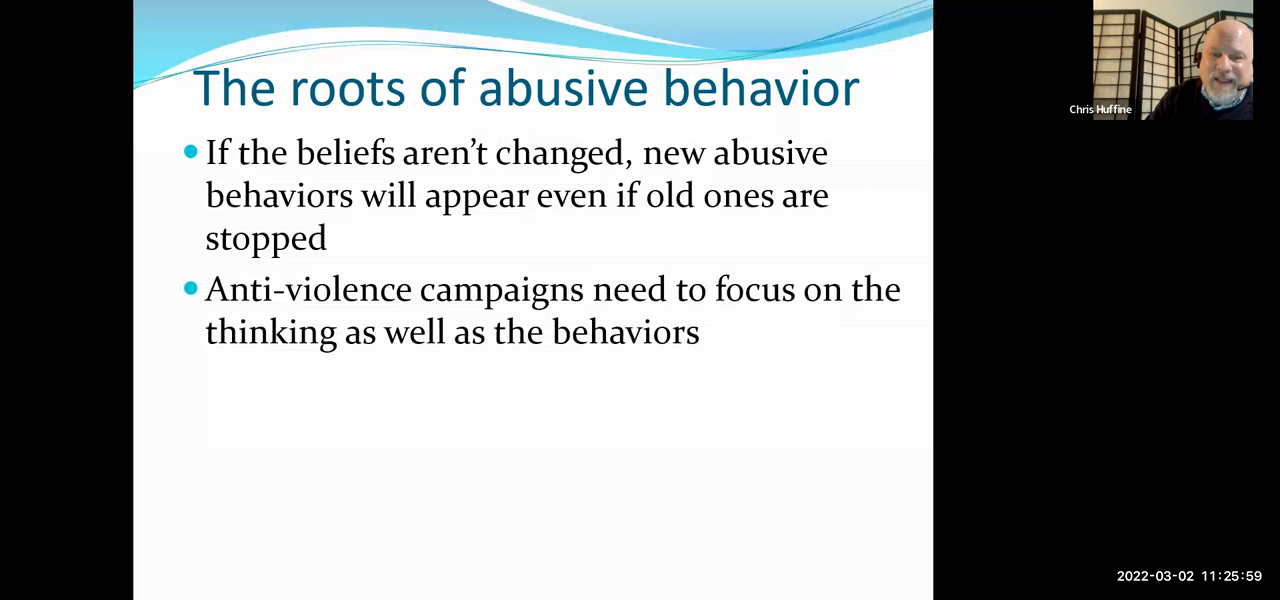 The roots of abusive behavior
If the beliefs aren't changed, new abusive
behaviors will appear even if old ones are
stopped
Anti-violence campaigns need to focus on the
thinking as well as the behaviors
Chris Huffine
2022-03-02 11:25:59